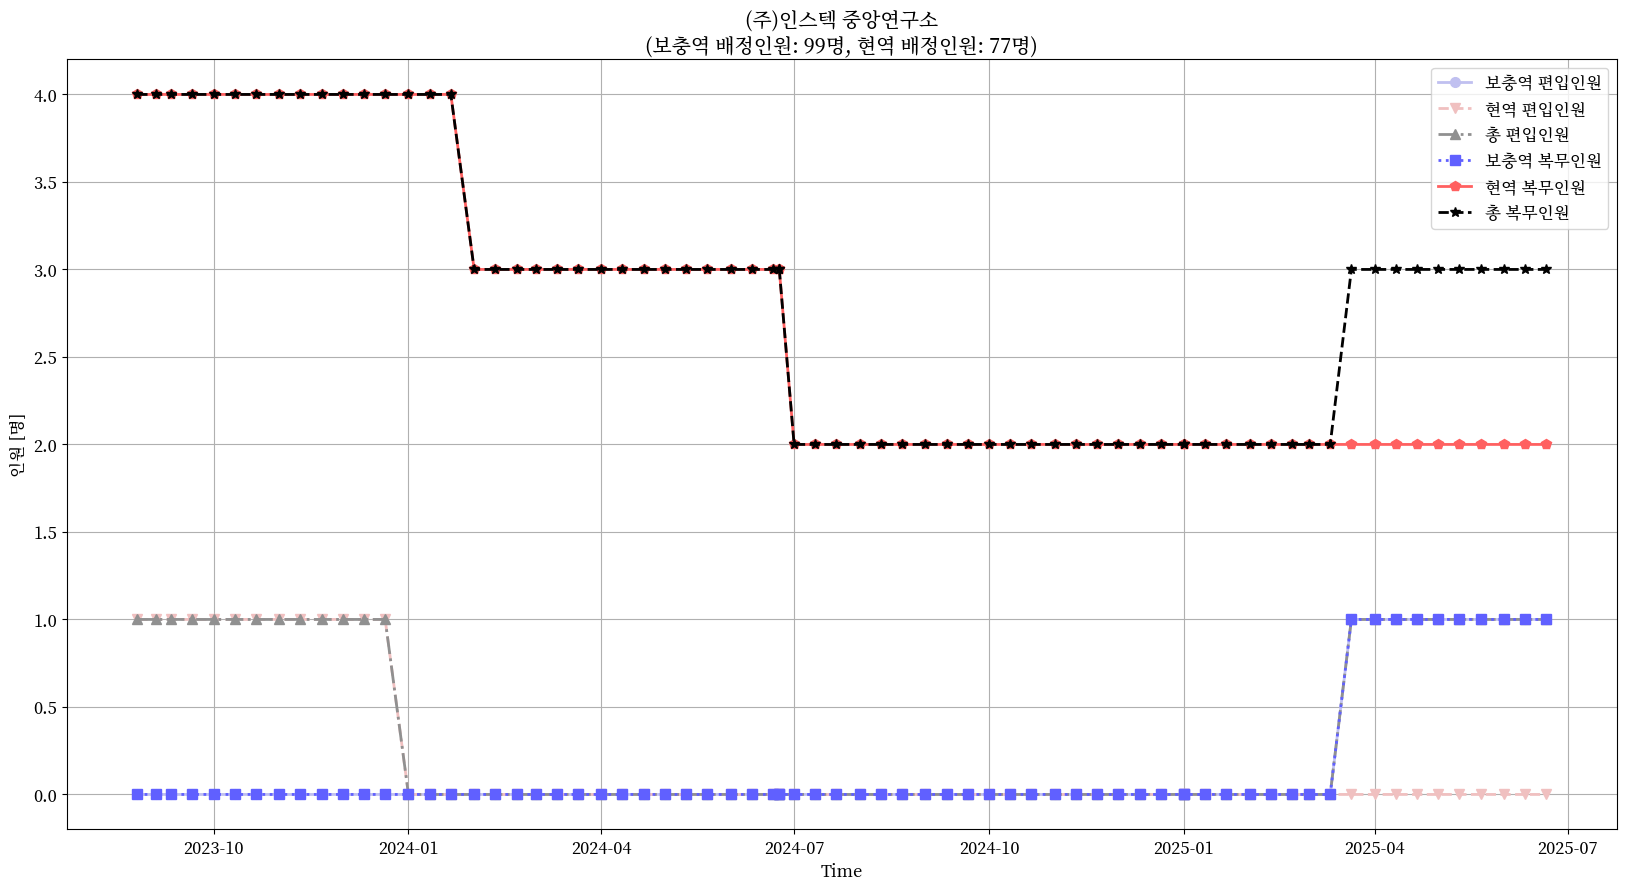 (주)인스텍 중앙연구소
(보충역 배정인원: 99명, 현역 배정인원: 77명)
보충역 편입인원
현역 편입인원
총 편입인원
보충역 복무인원
현역 복무인원
총 복무인원
인원 [명]
4.0
3.5
3.0
2.5
2.0
1.5
1.0
0.5
0.0
2023-10
2024-01
2024-04
2024-07
2024-10
2025-01
2025-04
2025-07
Time